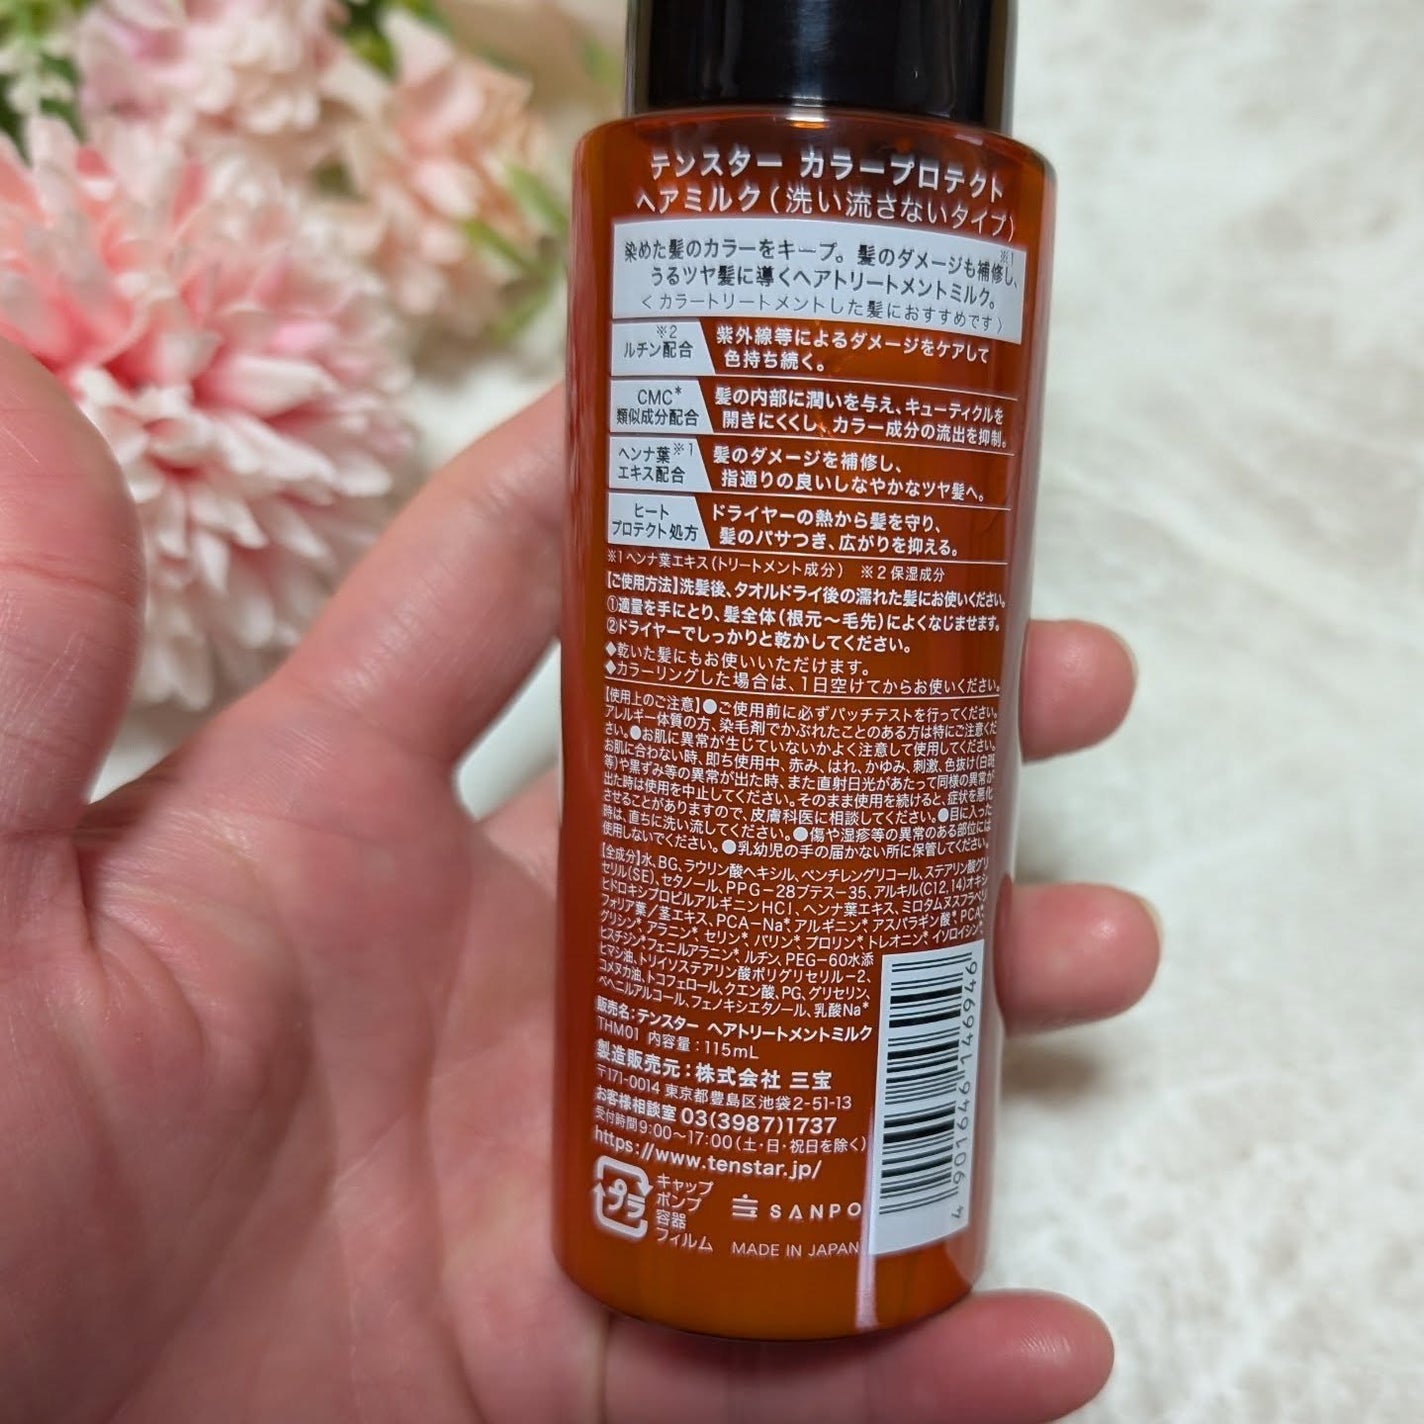 テンスター カラープロテクト
ヘアミルク(洗い流さないタイプ)
染めた髪のカラーをキープ。髪のダメージも補修※1し、
うるツヤ髪に導くヘアトリートメントミルク。
〈カラートリートメントした髪におすすめです〉
※2
ルチン配合
紫外線等によるダメージをケアして
色持ち続く。
CMC*
類似成分配合
髪の内部に潤いを与え、キューティクルを
開きにくくし、カラー成分の流出を抑制。
ヘンナ葉※1
エキス配合
髪のダメージを補修し、
指通りの良いしなやかなツヤ髪へ。
ヒート
プロテクト処方
ドライヤーの熱から髪を守り、
髪のパサつき、広がりを抑える。
※1 ヘンナ葉エキス(トリートメント成分) ※2 保湿成分
【ご使用方法】洗髪後、タオルドライ後の濡れた髪にお使いください。
①適量を手にとり、髪全体(根元〜毛先)によくなじませます。
②ドライヤーでしっかりと乾かしてください。
◆乾いた髪にもお使いいただけます。
◆カラーリングした場合は、1日空けてからお使いください。
【使用上のご注意】●ご使用前に必ずパッチテストを行ってください。
アレルギー体質の方、染毛剤でかぶれたことのある方は特にご注意くだ
さい。●お肌に異常が生じていないかよく注意して使用してください。
お肌に合わない時、即ち使用中、赤み、はれ、かゆみ、刺激、色抜け(白斑
等)や黒ずみ等の異常が出た時、また直射日光があたって同様の異常が
出た時は使用を中止してください。そのまま使用を続けると、症状を悪化
させることがありますので、皮膚科医に相談してください。●目に入った
時は、直ちに洗い流してください。●傷や湿疹等の異常のある部位には
使用しないでください。●乳幼児の手の届かない所に保管してください。
【全成分】水、BG、ラウリン酸ヘキシル、ペンチレングリコール、ステアリン酸グリ
セリル(SE)、セタノール、PPG-28ブテス-35、アルキル(C12,14)オキシ
ヒドロキシプロピルアルギニンHCl、ヘンナ葉エキス、ミロタムヌスフラベリ
フォリア葉/茎エキス、PCA-Na*、アルギニン*、アスパラギン酸*、PCA*、
グリシン*、アラニン*、セリン*、バリン*、プロリン*、トレオニン*、イソロイシン*、
ヒスチジン*、フェニルアラニン*、ルチン、PEG-60水添
ヒマシ油、トリイソステアリン酸ポリグリセリル-2、
コメヌカ油、トコフェロール、クエン酸、PG、グリセリン、
ベヘニルアルコール、フェノキシエタノール、乳酸Na*
販売名:テンスター ヘアトリートメントミルク
THM01 内容量:115mL
製造販売元:株式会社 三宝
〒171-0014 東京都豊島区池袋2-51-13
お客様相談室 03(3987)1737
受付時間9:00〜17:00(土・日・祝日を除く)
https://www.tenstar.jp/
プラ
キャップ
ポンプ
容器
フィルム
SANPO
MADE IN JAPAN
4 901646 146946